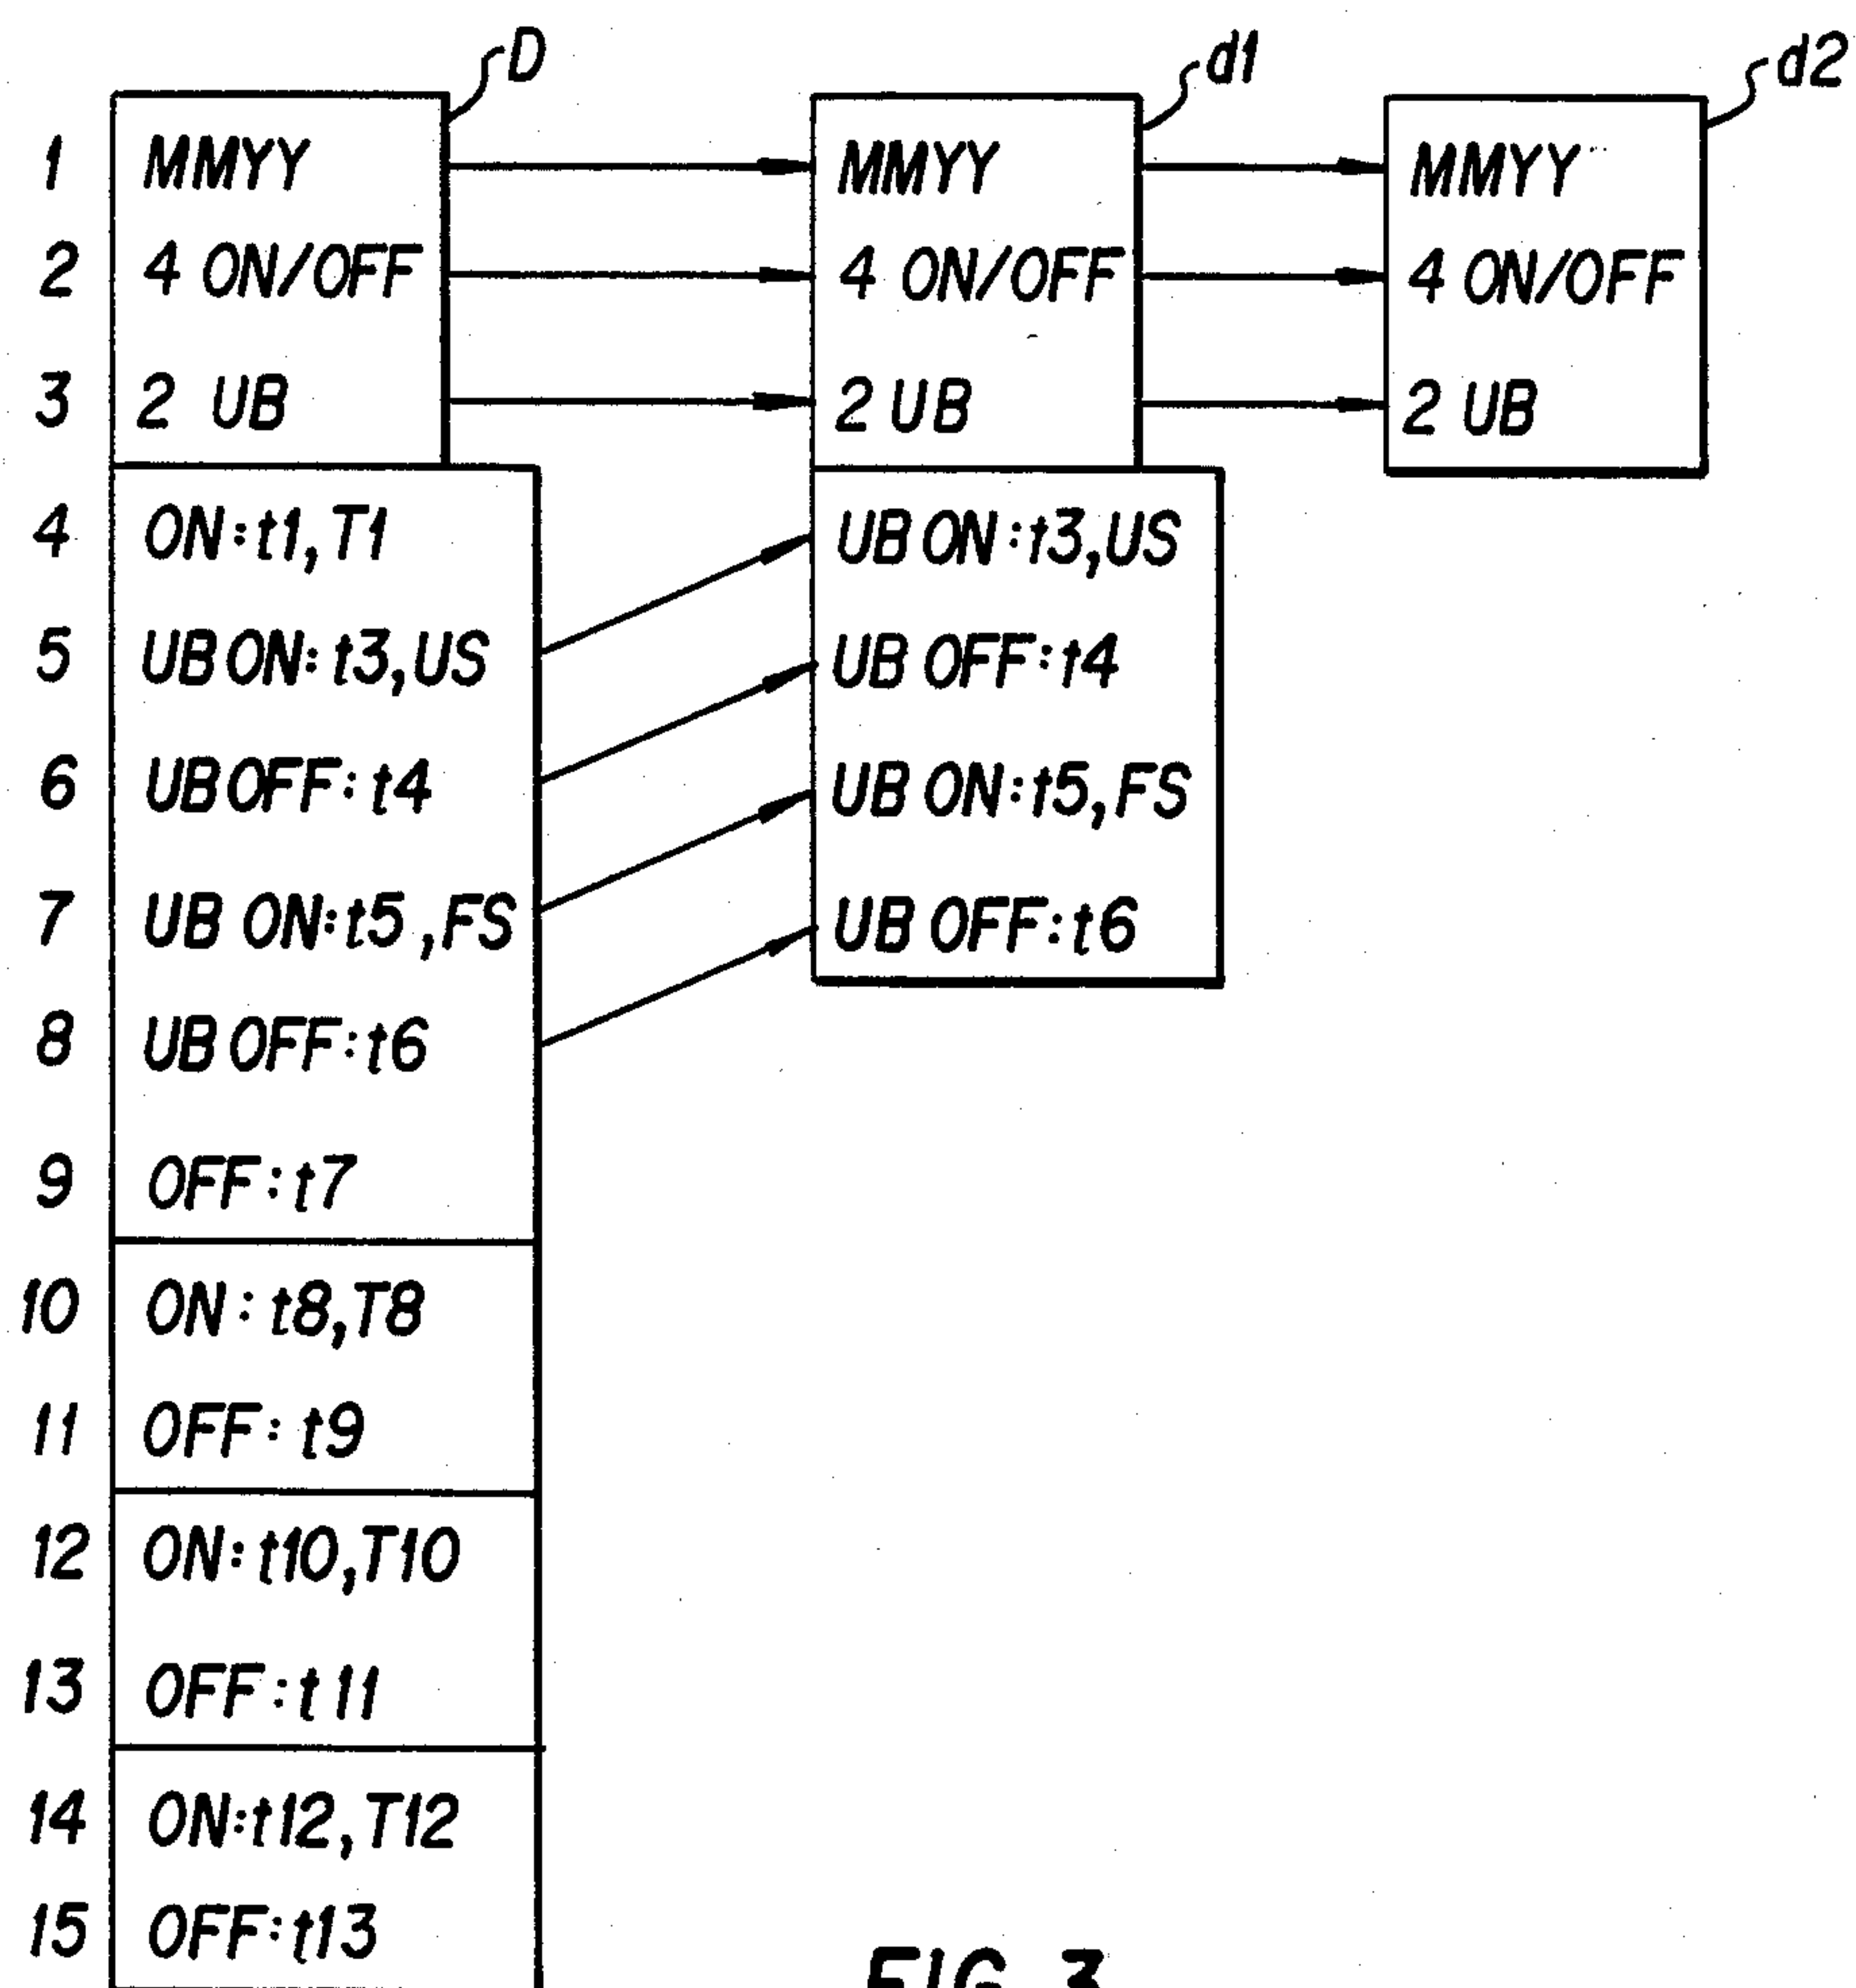 D
d1
d2
1 MMYY MMYY MMYY
2 4 ON/OFF 4 ON/OFF 4 ON/OFF
3 2 UB 2 UB 2 UB
4 ON:t1,T1 UB ON:t3,US
5 UB ON:t3,US UB OFF:t4
6 UB OFF:t4 UB ON:t5,FS
7 UB ON:t5,FS UB OFF:t6
8 UB OFF:t6
9 OFF:t7
10 ON:t8,T8
11 OFF:t9
12 ON:t10,T10
13 OFF:t11
14 ON:t12,T12
15 OFF:t13
FIG. 3